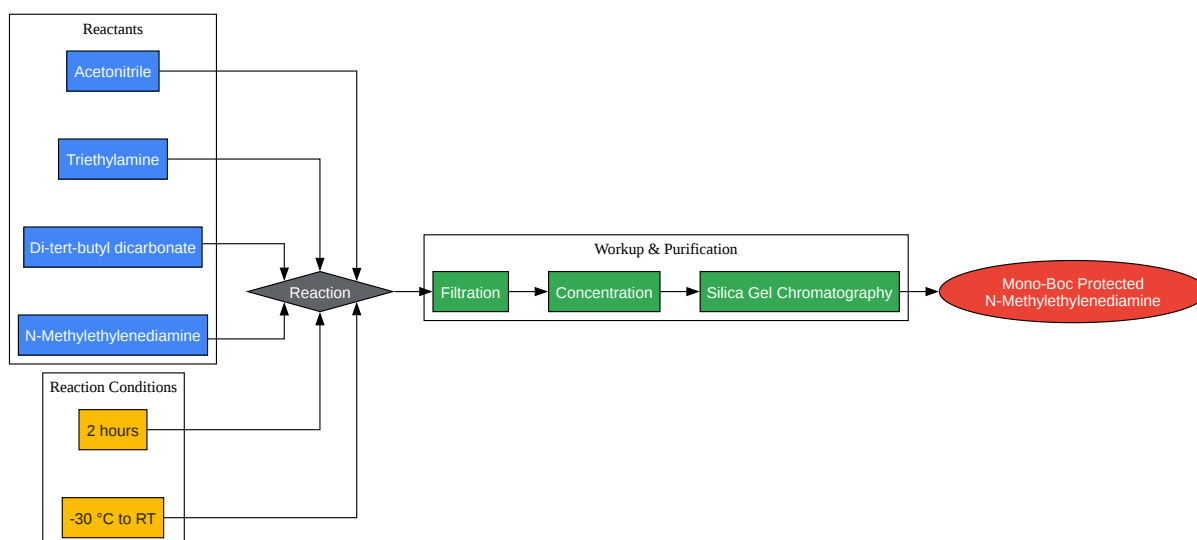 Reactants
Acetonitrile
Triethylamine
Di-tert-butyl dicarbonate
N-Methylethylenediamine
Reaction Conditions
2 hours
-30 °C to RT
Reaction
Workup & Purification
Filtration
Concentration
Silica Gel Chromatography
Mono-Boc Protected
N-Methylethylenediamine